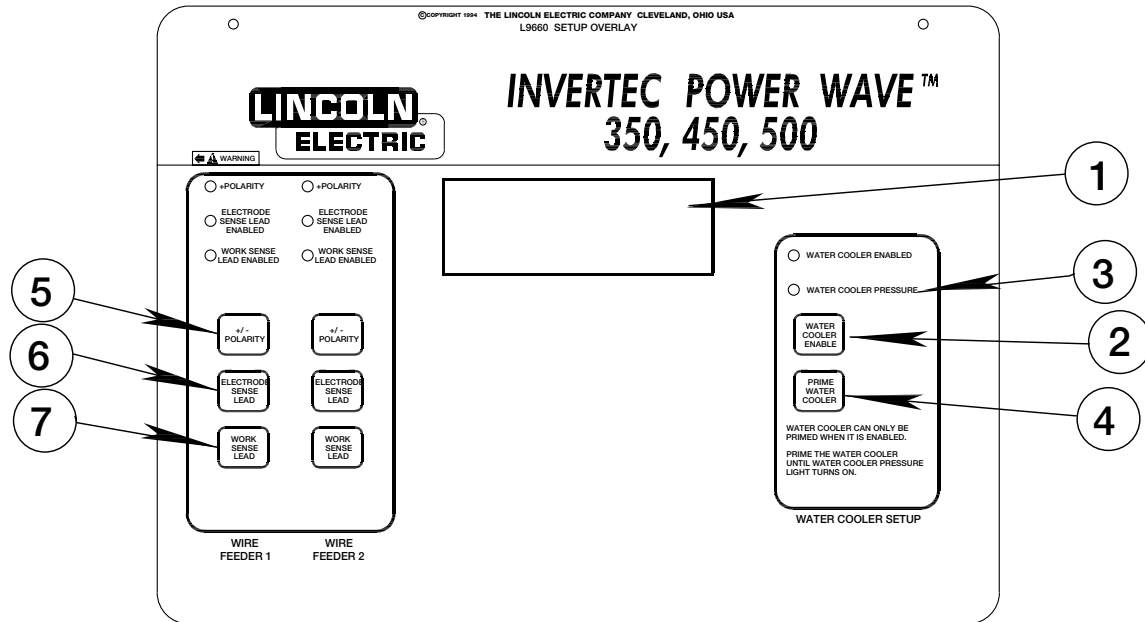 ©COPYRIGHT 1994 THE LINCOLN ELECTRIC COMPANY CLEVELAND, OHIO USA
L9660 SETUP OVERLAY
LINCOLN ®
ELECTRIC
INVERTEC POWER WAVE™
350, 450, 500
WARNING
+POLARITY
ELECTRODE
SENSE LEAD
ENABLED
WORK SENSE
LEAD ENABLED
+/ -
POLARITY
ELECTRODE
SENSE
LEAD
WORK
SENSE
LEAD
WIRE
FEEDER 1
+POLARITY
ELECTRODE
SENSE LEAD
ENABLED
WORK SENSE
LEAD ENABLED
+/ -
POLARITY
ELECTRODE
SENSE
LEAD
WORK
SENSE
LEAD
WIRE
FEEDER 2
WATER COOLER ENABLED
WATER COOLER PRESSURE
WATER
COOLER
ENABLE
PRIME
WATER
COOLER
WATER COOLER CAN ONLY BE
PRIMED WHEN IT IS ENABLED.
PRIME THE WATER COOLER
UNTIL WATER COOLER PRESSURE
LIGHT TURNS ON.
WATER COOLER SETUP
1
3
2
4
5
6
7